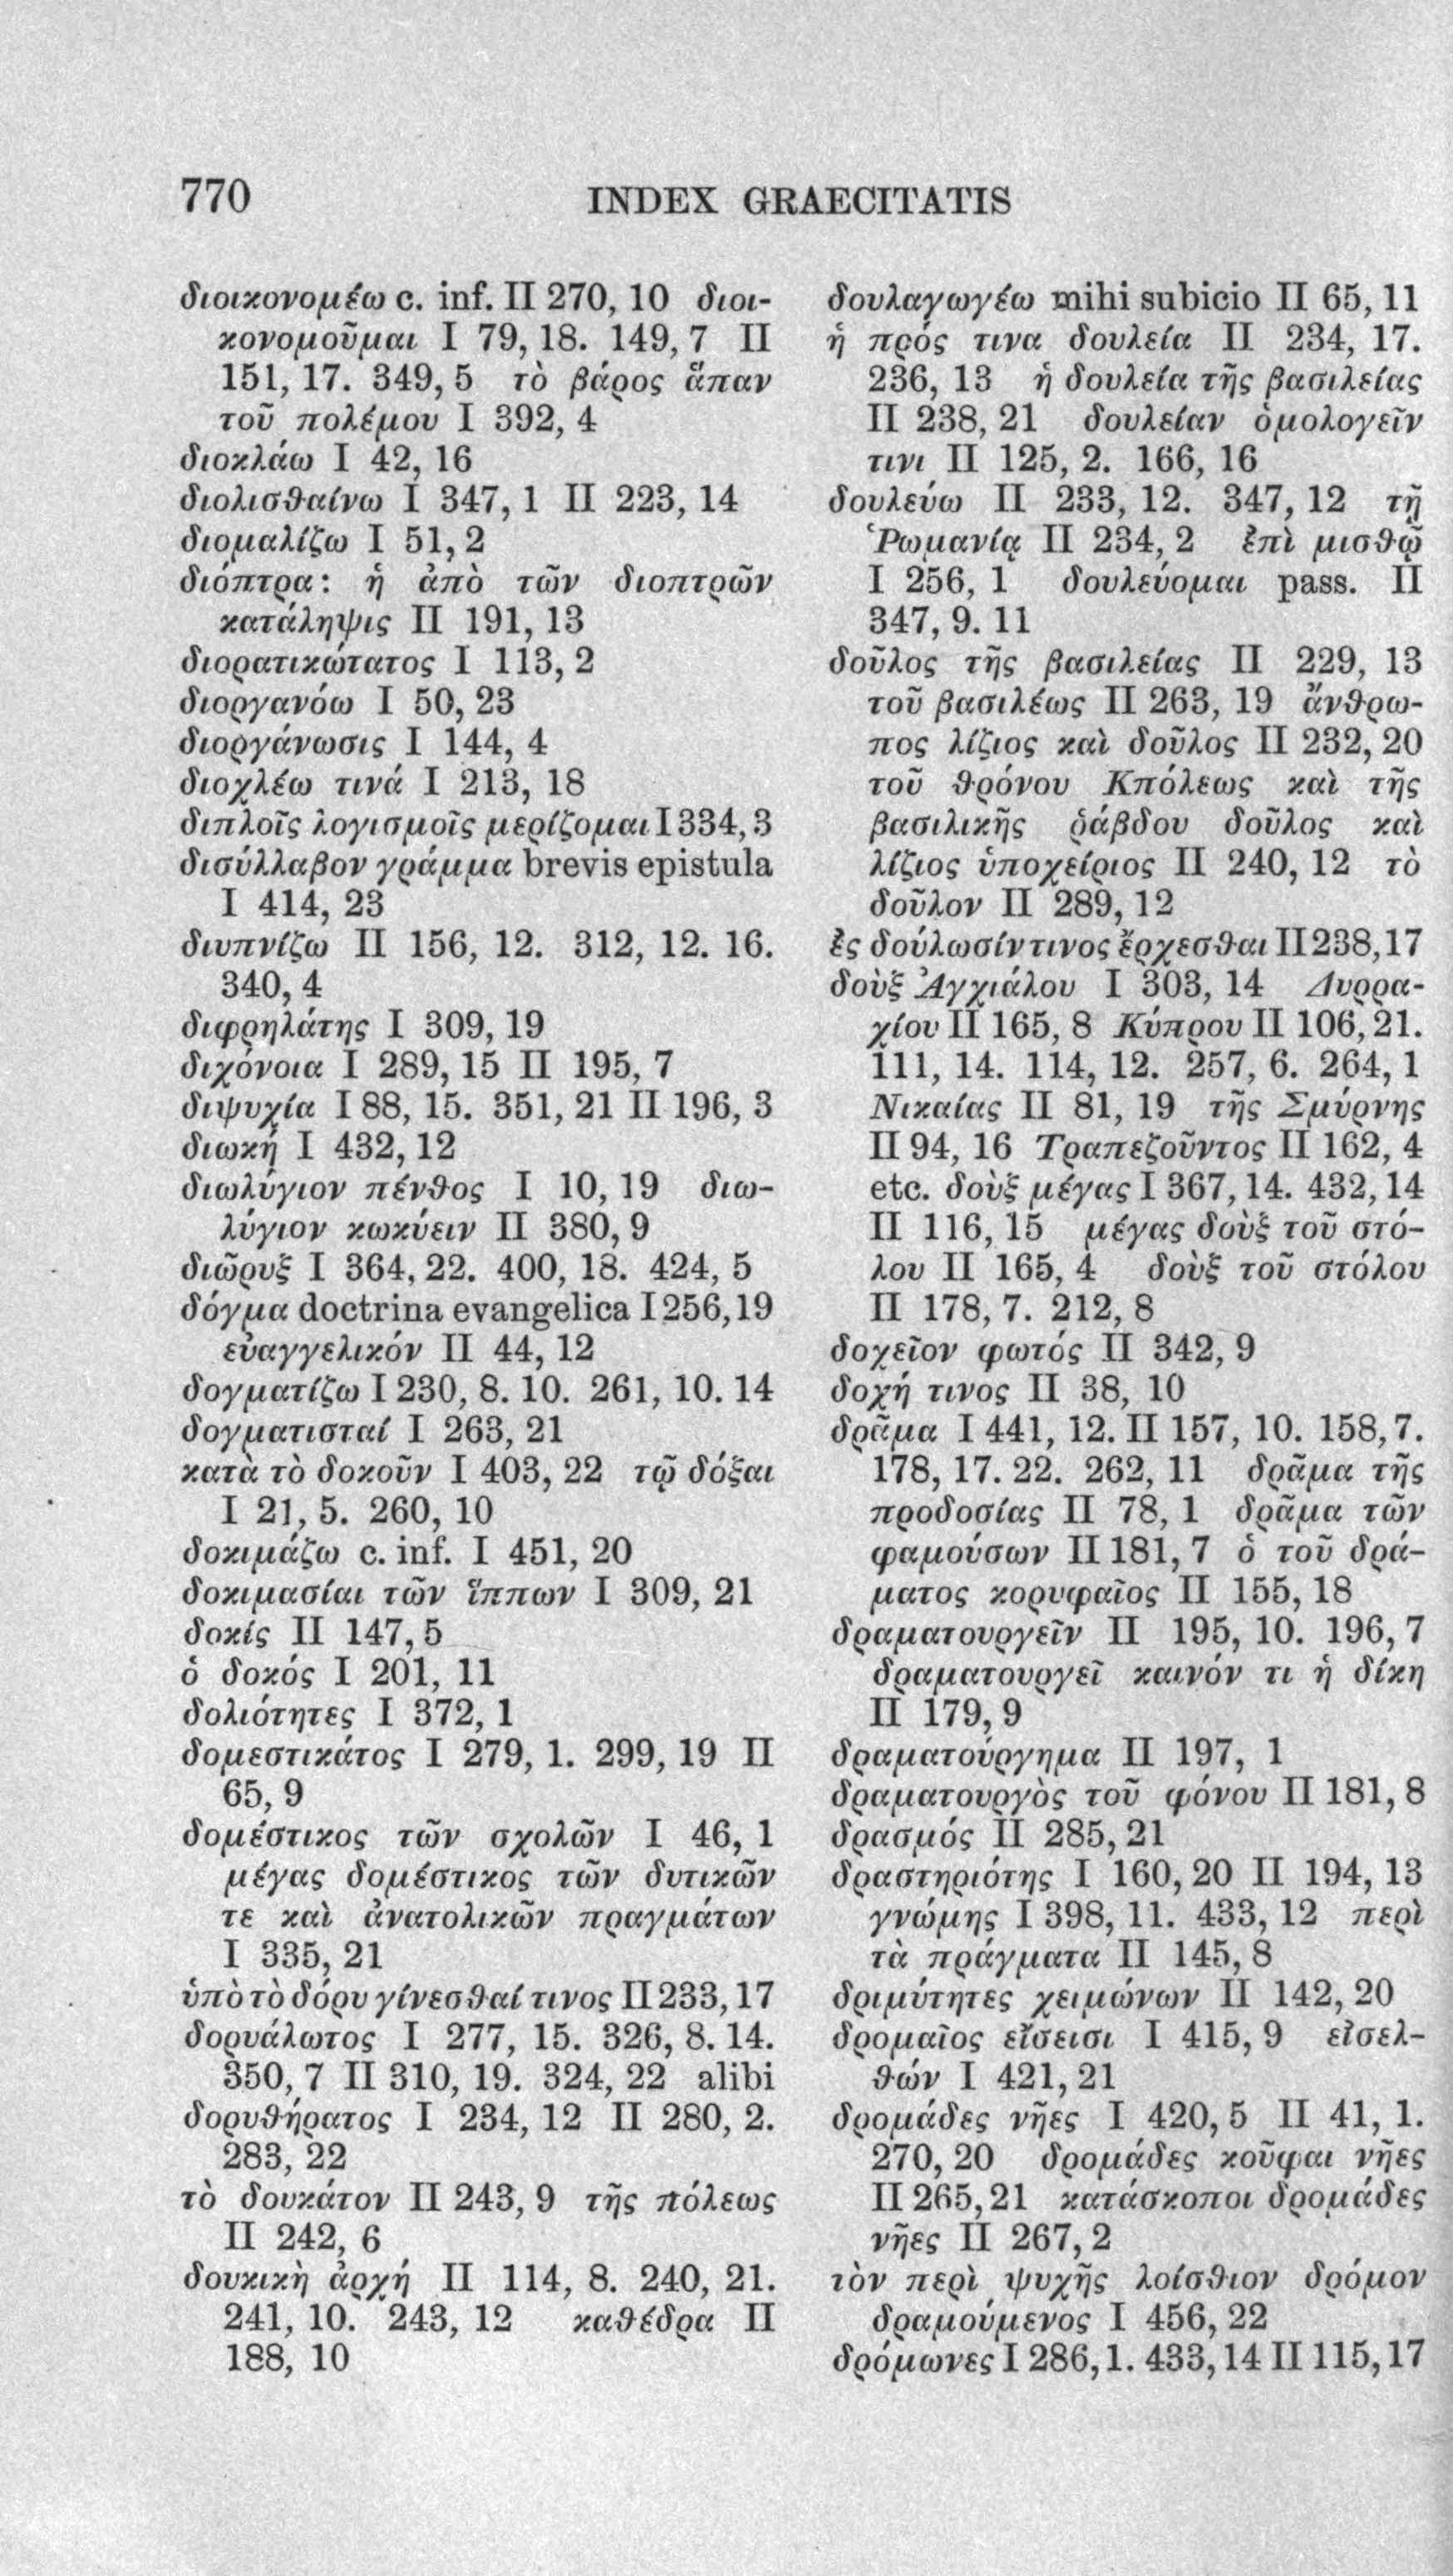 770
INDEX GRAECITATIS
διοικονομέω c. inf. II 270, 10 διοι-
κονομοῦμαι I 79, 18. 149, 7 II
151, 17. 349, 5 τὸ βάρος ἅπαν
τοῦ πολέμου I 392, 4
διοκλάω I 42, 16
διολισθαίνω I 347, 1 II 223, 14
διομαλίζω I 51, 2
διόπτρα: ἡ ἀπὸ τῶν διοπτρῶν
κατάληψις II 191, 13
διορατικώτατος I 113, 2
διοργανόω I 50, 23
διοργάνωσις I 144, 4
διοχλέω τινά I 213, 18
διπλοῖς λογισμοῖς μερίζομαι I 334, 3
δισύλλαβον γράμμα brevis epistula
I 414, 23
διυπνίζω II 156, 12. 312, 12. 16.
340, 4
διφρηλάτης I 309, 19
διχόνοια I 289, 15 II 195, 7
διψυχία I 88, 15. 351, 21 II 196, 3
διωκή I 432, 12
διωλύγιον πένθος I 10, 19 διω-
λύγιον κωκύειν II 380, 9
διῶρυξ I 364, 22. 400, 18. 424, 5
δόγμα doctrina evangelica I 256, 19
εὐαγγελικόν II 44, 12
δογματίζω I 230, 8. 10. 261, 10. 14
δογματισταί I 263, 21
κατὰ τὸ δοκοῦν I 403, 22 τῷ δόξαι
I 21, 5. 260, 10
δοκιμάζω c. inf. I 451, 20
δοκιμασίαι τῶν ἵππων I 309, 21
δοκίς II 147, 5
ὁ δοκός I 201, 11
δολιότητες I 372, 1
δομεστικάτος I 279, 1. 299, 19 II
65, 9
δομέστικος τῶν σχολῶν I 46, 1
μέγας δομέστικος τῶν δυτικῶν
τε καὶ ἀνατολικῶν πραγμάτων
I 335, 21
ὑπὸ τὸ δόρυ γίνεσθαί τινος II 233, 17
δορυάλωτος I 277, 15. 326, 8. 14.
350, 7 II 310, 19. 324, 22 alibi
δορυθήρατος I 234, 12 II 280, 2.
283, 22
τὸ δουκάτον II 243, 9 τῆς πόλεως
II 242, 6
δουκικὴ ἀρχή II 114, 8. 240, 21.
241, 10. 243, 12 καθέδρα II
188, 10
δουλαγωγέω mihi subicio II 65, 11
ἡ πρός τινα δουλεία II 234, 17.
236, 13 ἡ δουλεία τῆς βασιλείας
II 238, 21 δουλείαν ὁμολογεῖν
τινι II 125, 2. 166, 16
δουλεύω II 233, 12. 347, 12 τῇ
Ῥωμανίᾳ II 234, 2 ἐπὶ μισθῷ
I 256, 1 δουλεύομαι pass. II
347, 9. 11
δοῦλος τῆς βασιλείας II 229, 13
τοῦ βασιλέως II 263, 19 ἄνθρω-
πος λίζιος καὶ δοῦλος II 232, 20
τοῦ θρόνου Κπόλεως καὶ τῆς
βασιλικῆς ῥάβδου δοῦλος καὶ
λίζιος ὑποχείριος II 240, 12 τὸ
δοῦλον II 289, 12
ἐς δούλωσίν τινος ἔρχεσθαι II 238, 17
δοὺξ Ἀγχιάλου I 303, 14 Δυρρα-
χίου II 165, 8 Κύπρου II 106, 21.
111, 14. 114, 12. 257, 6. 264, 1
Νικαίας II 81, 19 τῆς Σμύρνης
II 94, 16 Τραπεζοῦντος II 162, 4
etc. δοὺξ μέγας I 367, 14. 432, 14
II 116, 15 μέγας δοὺξ τοῦ στό-
λου II 165, 4 δοὺξ τοῦ στόλου
II 178, 7. 212, 8
δοχεῖον φωτός II 342, 9
δοχή τινος II 38, 10
δρᾶμα I 441, 12. II 157, 10. 158, 7.
178, 17. 22. 262, 11 δρᾶμα τῆς
προδοσίας II 78, 1 δρᾶμα τῶν
φαμούσων II 181, 7 ὁ τοῦ δρά-
ματος κορυφαῖος II 155, 18
δραματουργεῖν II 195, 10. 196, 7
δραματουργεῖ καινόν τι ἡ δίκη
II 179, 9
δραματούργημα II 197, 1
δραματουργὸς τοῦ φόνου II 181, 8
δρασμός II 285, 21
δραστηριότης I 160, 20 II 194, 13
γνώμης I 398, 11. 433, 12 περὶ
τὰ πράγματα II 145, 8
δριμύτητες χειμώνων II 142, 20
δρομαῖος εἴσεισι I 415, 9 εἰσελ-
θών I 421, 21
δρομάδες νῆες I 420, 5 II 41, 1.
270, 20 δρομάδες κοῦφαι νῆες
II 265, 21 κατάσκοποι δρομάδες
νῆες II 267, 2
τὸν περὶ ψυχῆς λοίσθιον δρόμον
δραμούμενος I 456, 22
δρόμωνες I 286, 1. 433, 14 II 115, 17